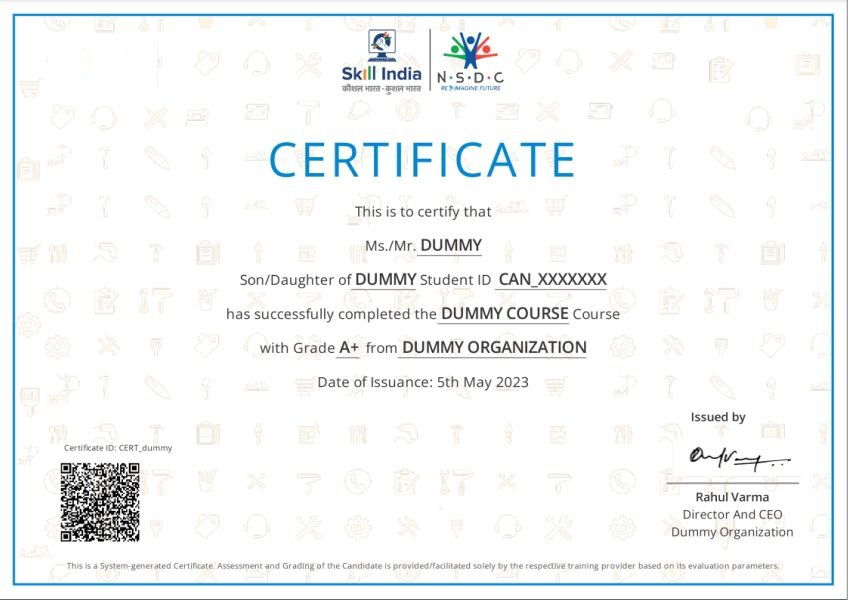 Skill India
कौशल भारत-कुशल भारत
N·S·D·C
RE IMAGINE FUTURE
CERTIFICATE
This is to certify that
Ms./Mr. DUMMY
Son/Daughter of DUMMY Student ID CAN_XXXXXXX
has successfully completed the DUMMY COURSE Course
with Grade A+ from DUMMY ORGANIZATION
Date of Issuance: 5th May 2023
Certificate ID: CERT_dummy
Issued by
Rahul Varma
Director And CEO
Dummy Organization
This is a System-generated Certificate. Assessment and Grading of the Candidate is provided/facilitated solely by the respective training provider based on its evaluation parameters.